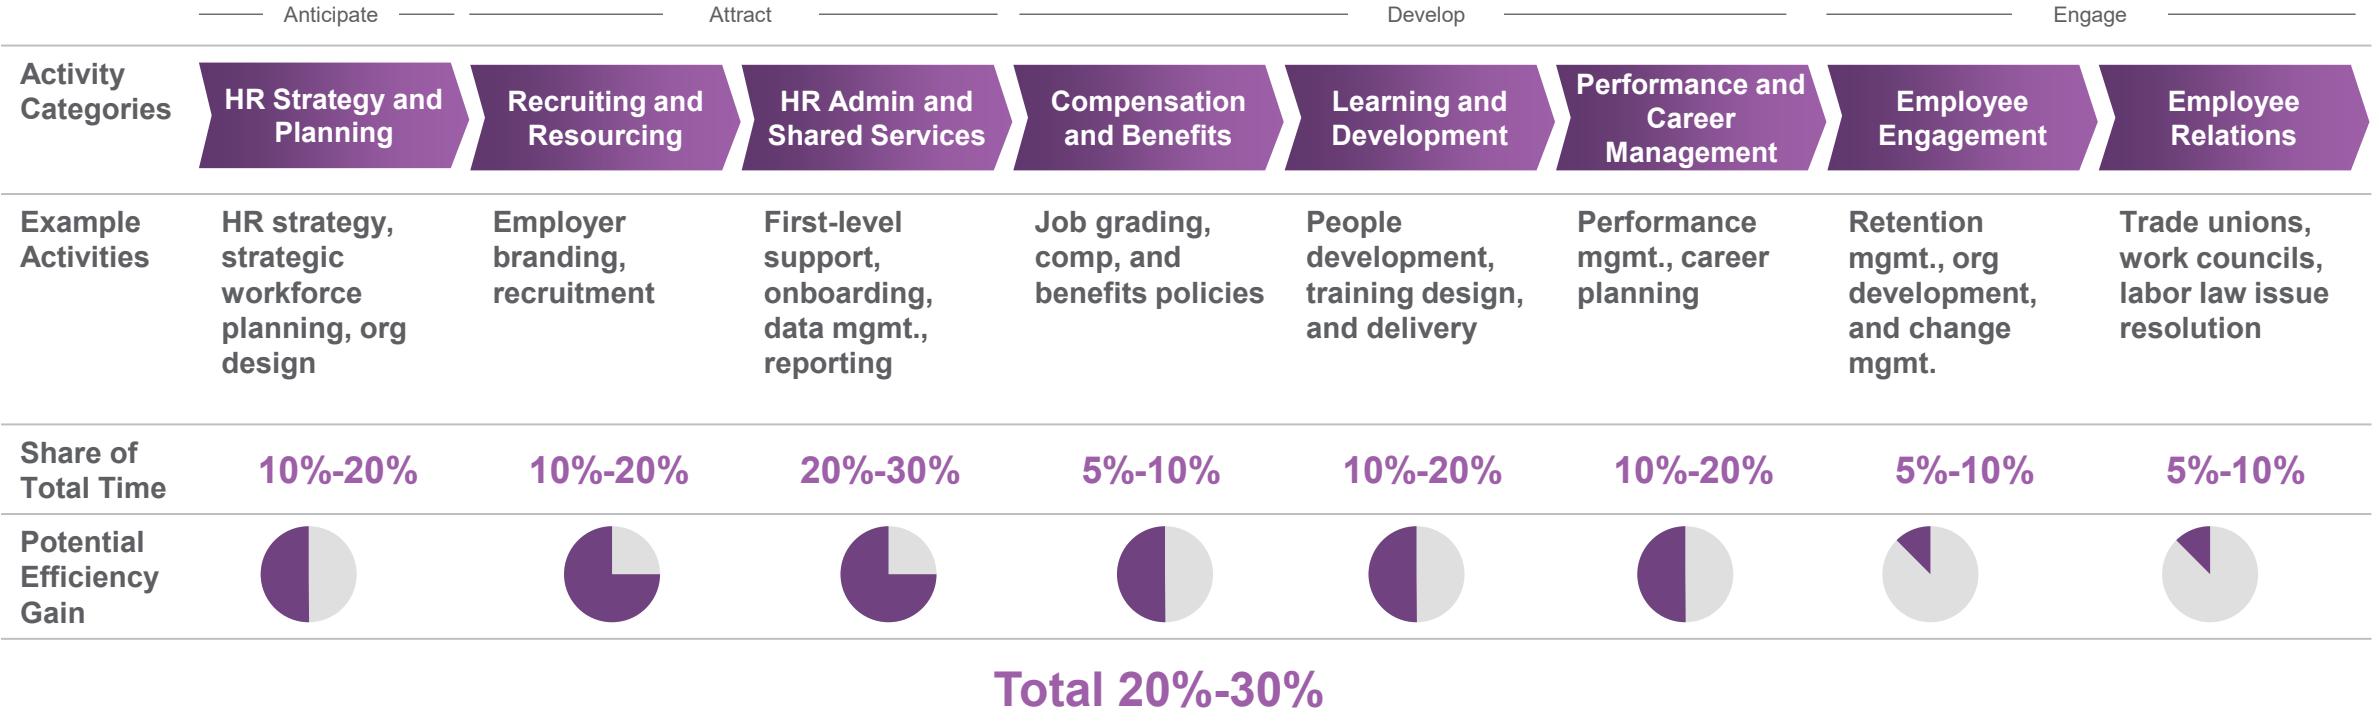 Anticipate
Attract
Develop
Engage
Activity
Categories
HR Strategy and
Planning
Recruiting and
Resourcing
HR Admin and
Shared Services
Compensation
and Benefits
Learning and
Development
Performance and
Career
Management
Employee
Engagement
Employee
Relations
Example
Activities
HR strategy,
strategic
workforce
planning, org
design
Employer
branding,
recruitment
First-level
support,
onboarding,
data mgmt.,
reporting
Job grading,
comp, and
benefits policies
People
development,
training design,
and delivery
Performance
mgmt., career
planning
Retention
mgmt., org
development,
and change
mgmt.
Trade unions,
work councils,
labor law issue
resolution
Share of
Total Time
10%-20%
10%-20%
20%-30%
5%-10%
10%-20%
10%-20%
5%-10%
5%-10%
Potential
Efficiency
Gain
Total 20%-30%